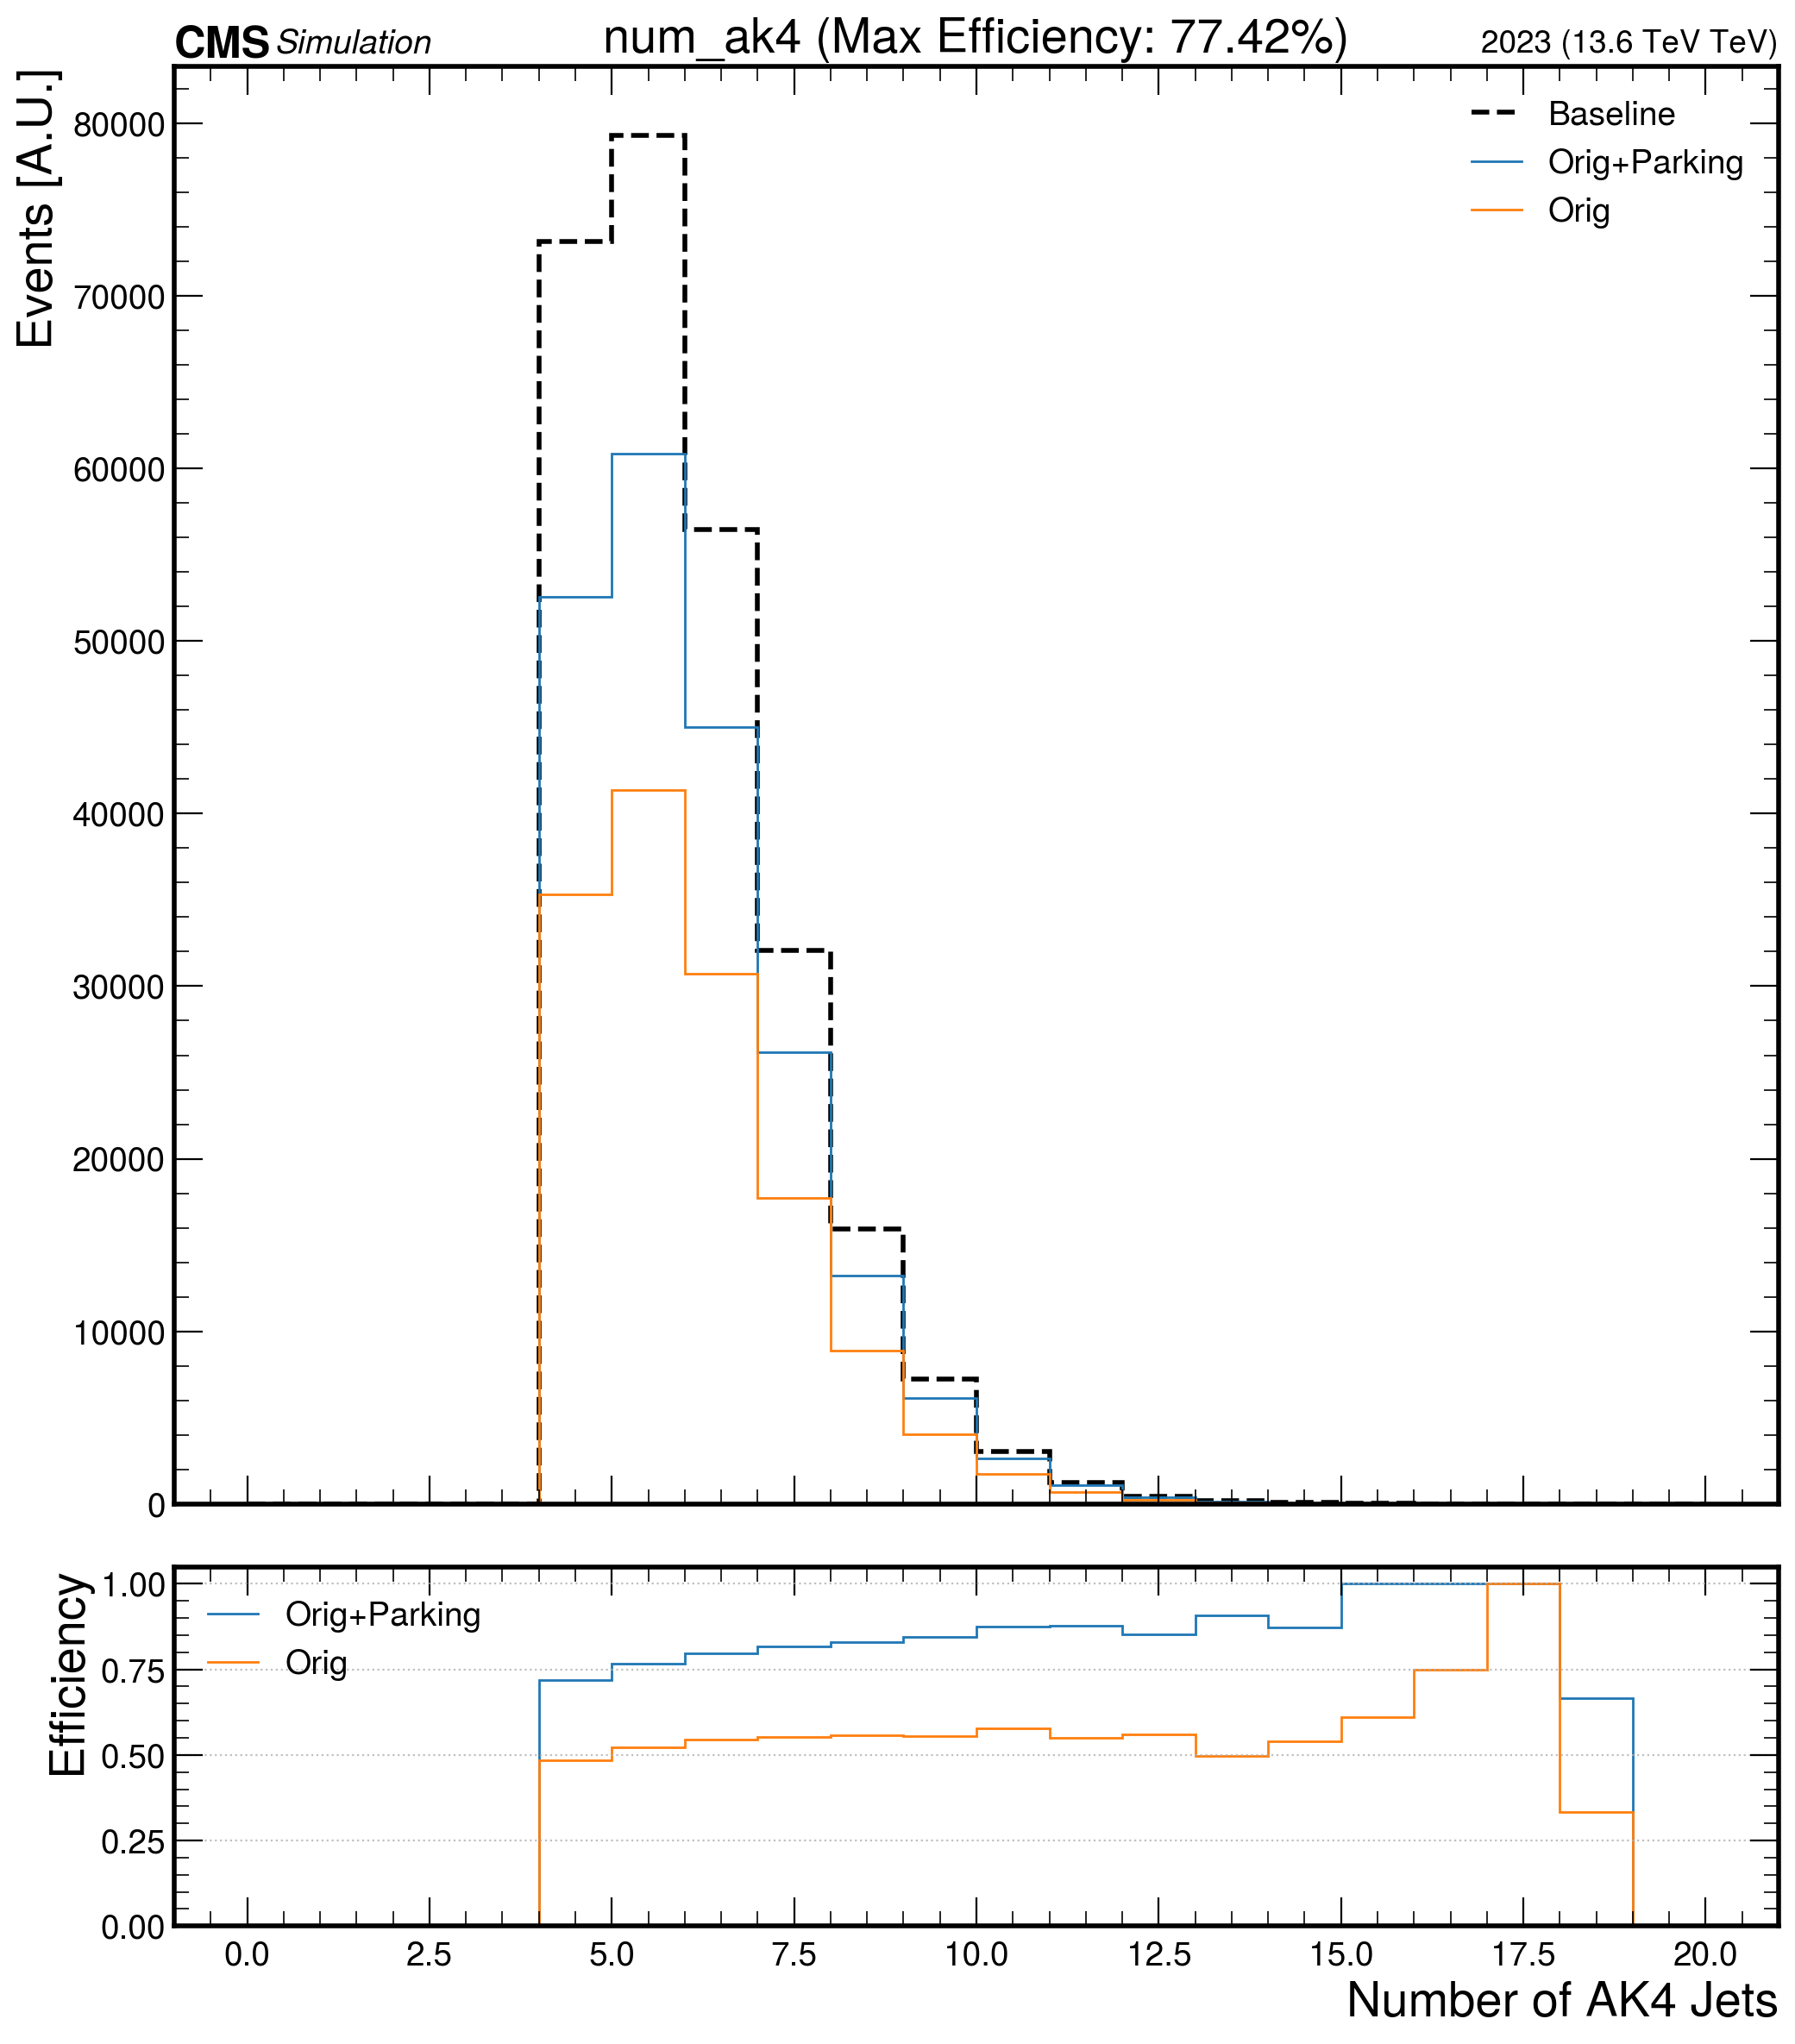 CMS Simulation num_ak4 (Max Efficiency: 77.42%) 2023 (13.6 TeV TeV)
Events [A.U.]
80000
70000
60000
50000
40000
30000
20000
10000
0
Baseline
Orig+Parking
Orig
Efficiency
1.00
0.75
0.50
0.25
0.00
Orig+Parking
Orig
0.0 2.5 5.0 7.5 10.0 12.5 15.0 17.5 20.0
Number of AK4 Jets